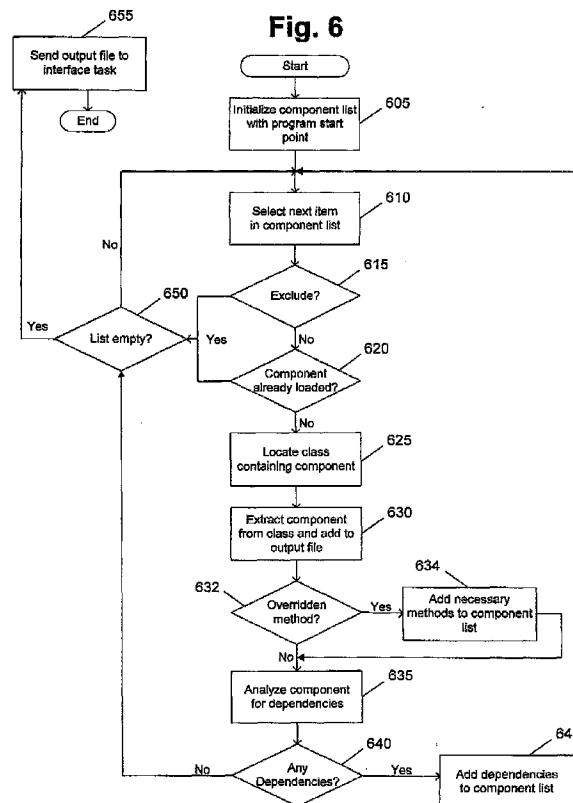 Fig. 6
655
Send output file to
interface task
End
Start
Initialize component list
with program start
point
605
Select next item
in component list
610
No
615
Exclude?
650
List empty?
Yes
Yes
No
620
Component
already loaded?
No
Locate class
containing component
625
Extract component
from class and add to
output file
630
632
Overridden
method?
Yes
634
Add necessary
methods to component
list
No
Analyze component
for dependencies
635
640
Any
Dependencies?
No
Yes
Add dependencies
to component list